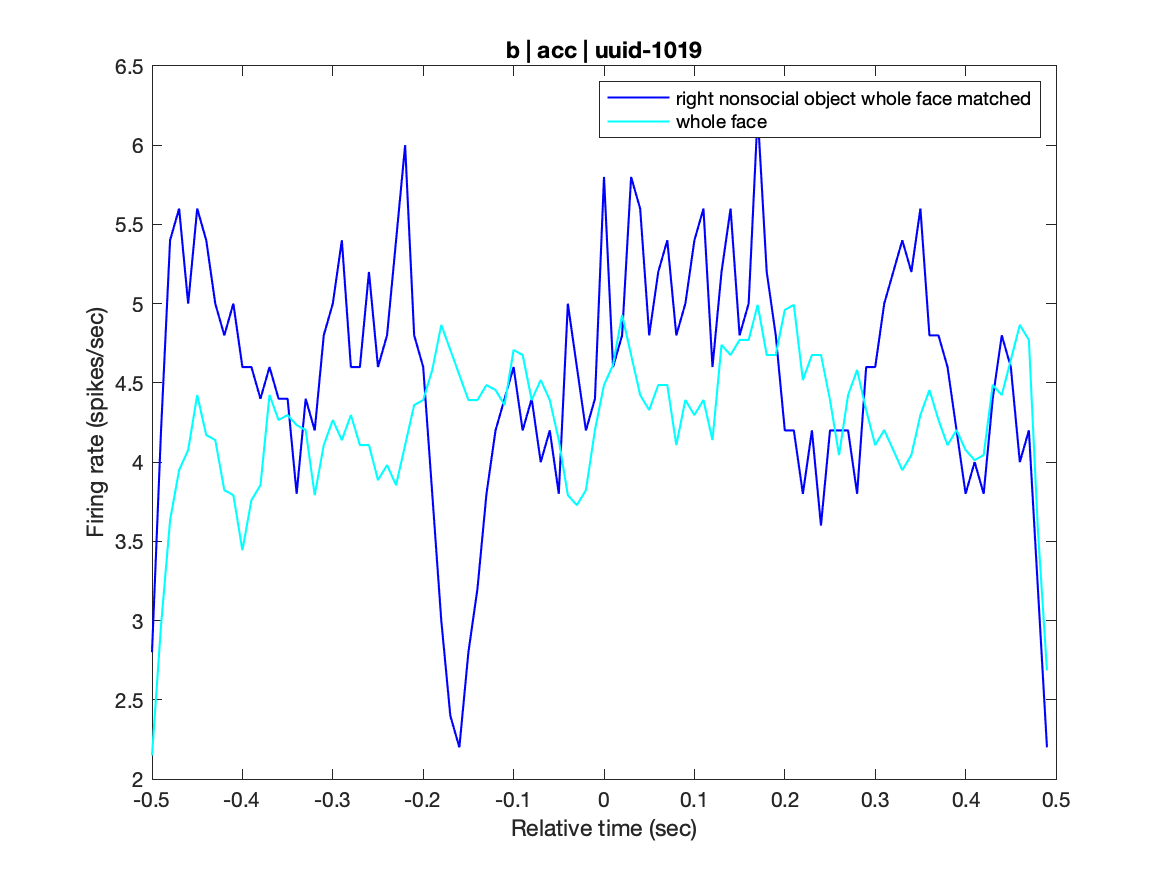 b | acc | uuid-1019
right nonsocial object whole face matched
whole face
6.5
6
5.5
5
4.5
4
3.5
3
2.5
2
Firing rate (spikes/sec)
-0.5 -0.4 -0.3 -0.2 -0.1 0 0.1 0.2 0.3 0.4 0.5
Relative time (sec)